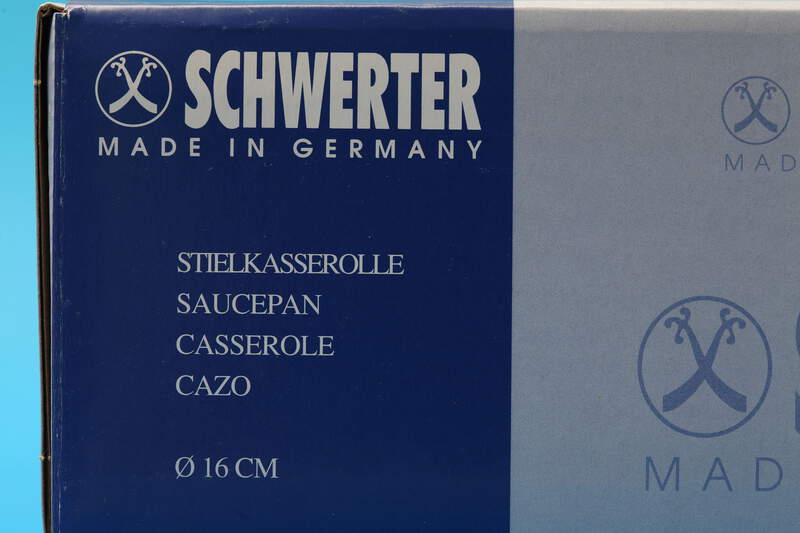 SCHWERTER
MADE IN GERMANY
STIELKASSEROLLE
SAUCEPAN
CASSEROLE
CAZO
Ø 16 CM
MAD
MAD